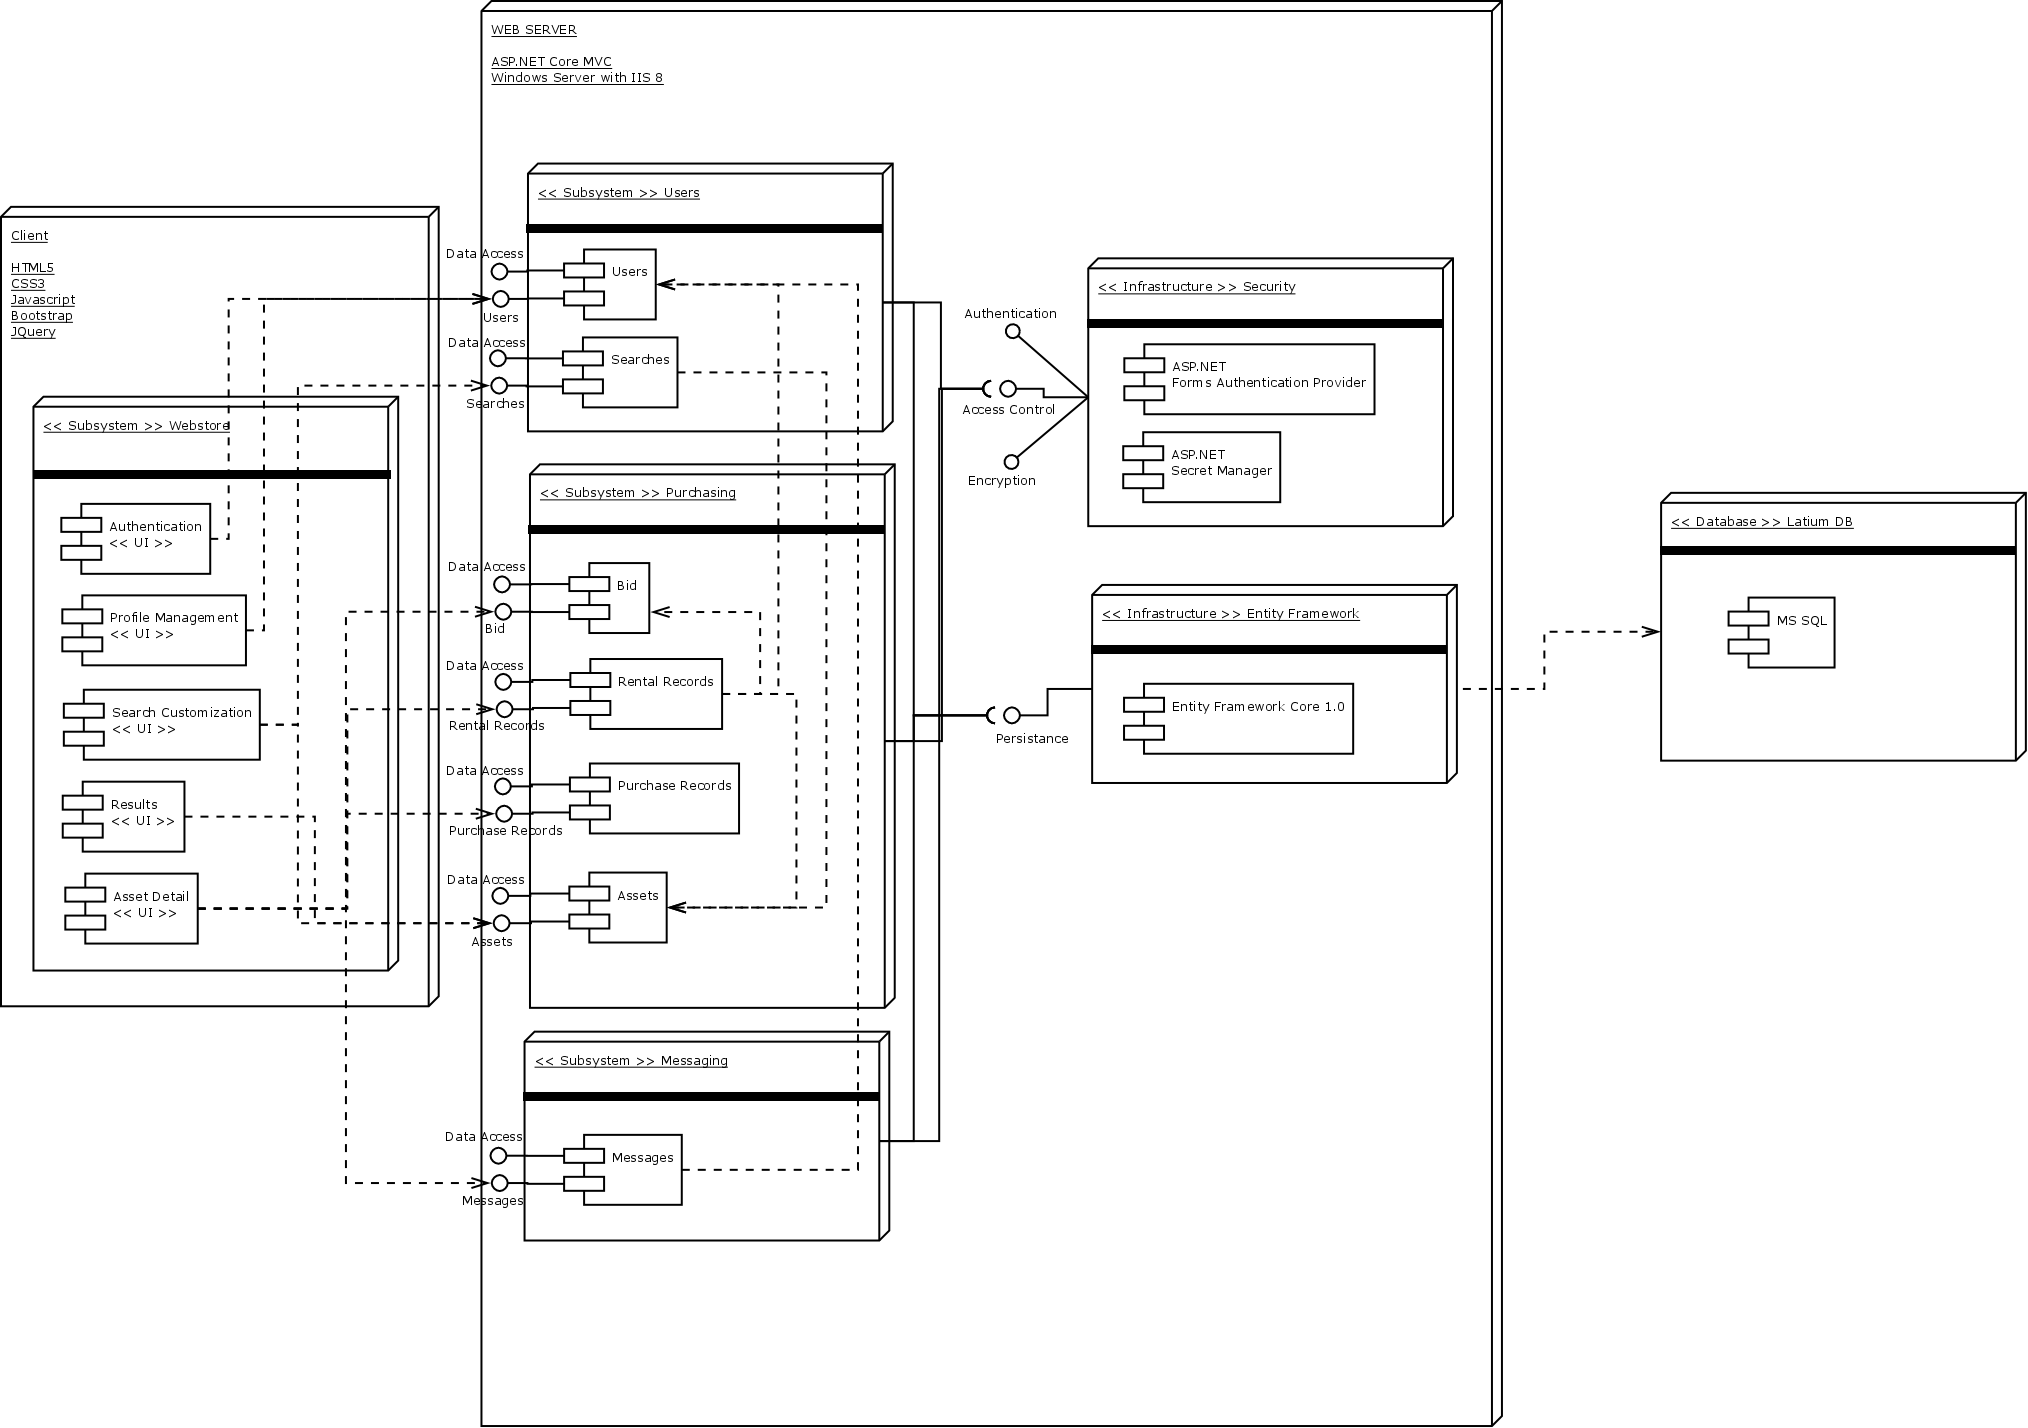 WEB SERVER
ASP.NET Core MVC
Windows Server with IIS 8
Client
HTML5
CSS3
Javascript
Bootstrap
JQuery
<< Subsystem >> Webstore
Authentication
<< UI >>
Profile Management
<< UI >>
Search Customization
<< UI >>
Results
<< UI >>
Asset Detail
<< UI >>
<< Subsystem >> Users
Data Access
Users
Users
Data Access
Searches
Searches
<< Subsystem >> Purchasing
Data Access
Bid
Bid
Data Access
Rental Records
Rental Records
Data Access
Purchase Records
Purchase Records
Data Access
Assets
Assets
<< Subsystem >> Messaging
Data Access
Messages
Messages
Authentication
Access Control
Encryption
Persistance
<< Infrastructure >> Security
ASP.NET
Forms Authentication Provider
ASP.NET
Secret Manager
<< Infrastructure >> Entity Framework
Entity Framework Core 1.0
<< Database >> Latium DB
MS SQL